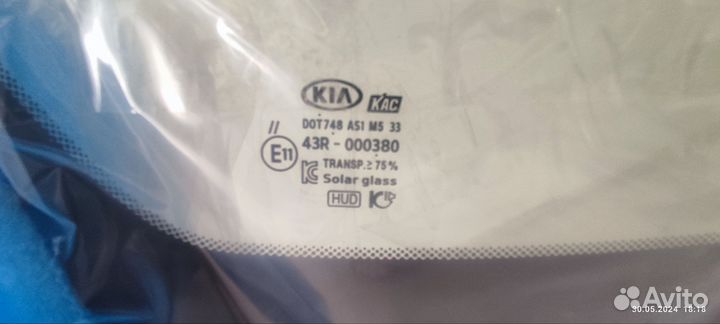 KIA KAC
DOT748 AS1 M5 33
//
E11 43R - 000380
TRANSP. ≥ 75%
Solar glass
HUD
Avito
30.05.2024 18:18